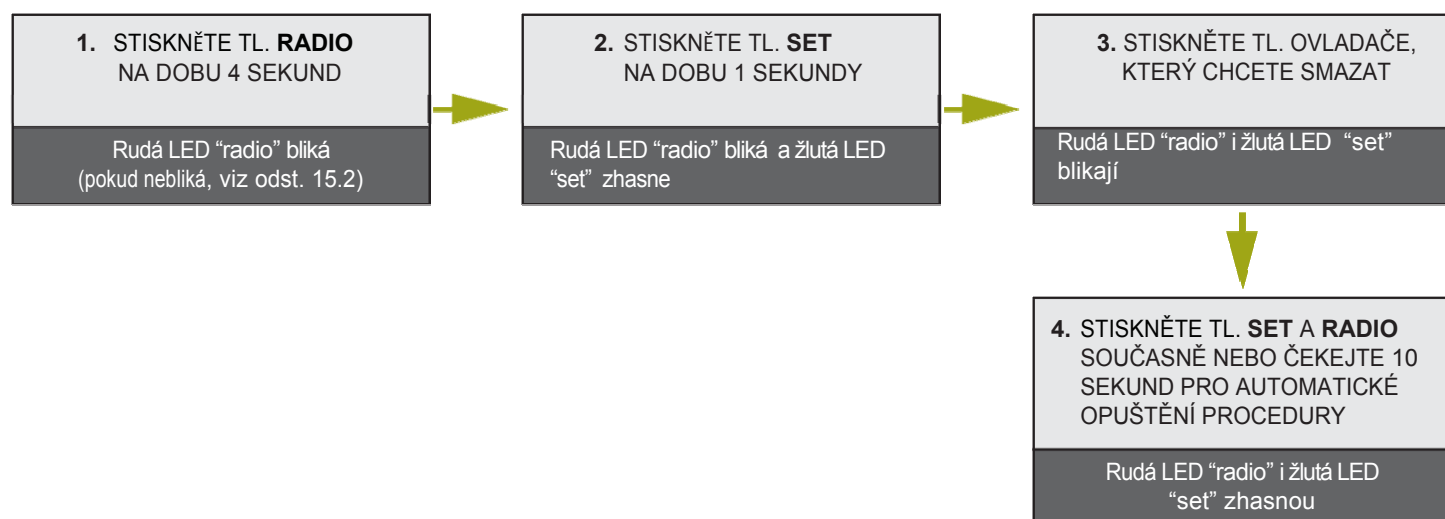 1. STISKNĚTE TL. RADIO
NA DOBU 4 SEKUND
Rudá LED “radio” bliká
(pokud nebliká, viz odst. 15.2)
2. STISKNĚTE TL. SET
NA DOBU 1 SEKUNDY
Rudá LED “radio” bliká a žlutá LED
“set” zhasne
3. STISKNĚTE TL. OVLADAČE,
KTERÝ CHCETE SMAZAT
Rudá LED “radio” i žlutá LED “set”
blikají
4. STISKNĚTE TL. SET A RADIO
SOUČASNĚ NEBO ČEKEJTE 10
SEKUND PRO AUTOMATICKÉ
OPUŠTĚNÍ PROCEDURY
Rudá LED “radio” i žlutá LED
“set” zhasnou